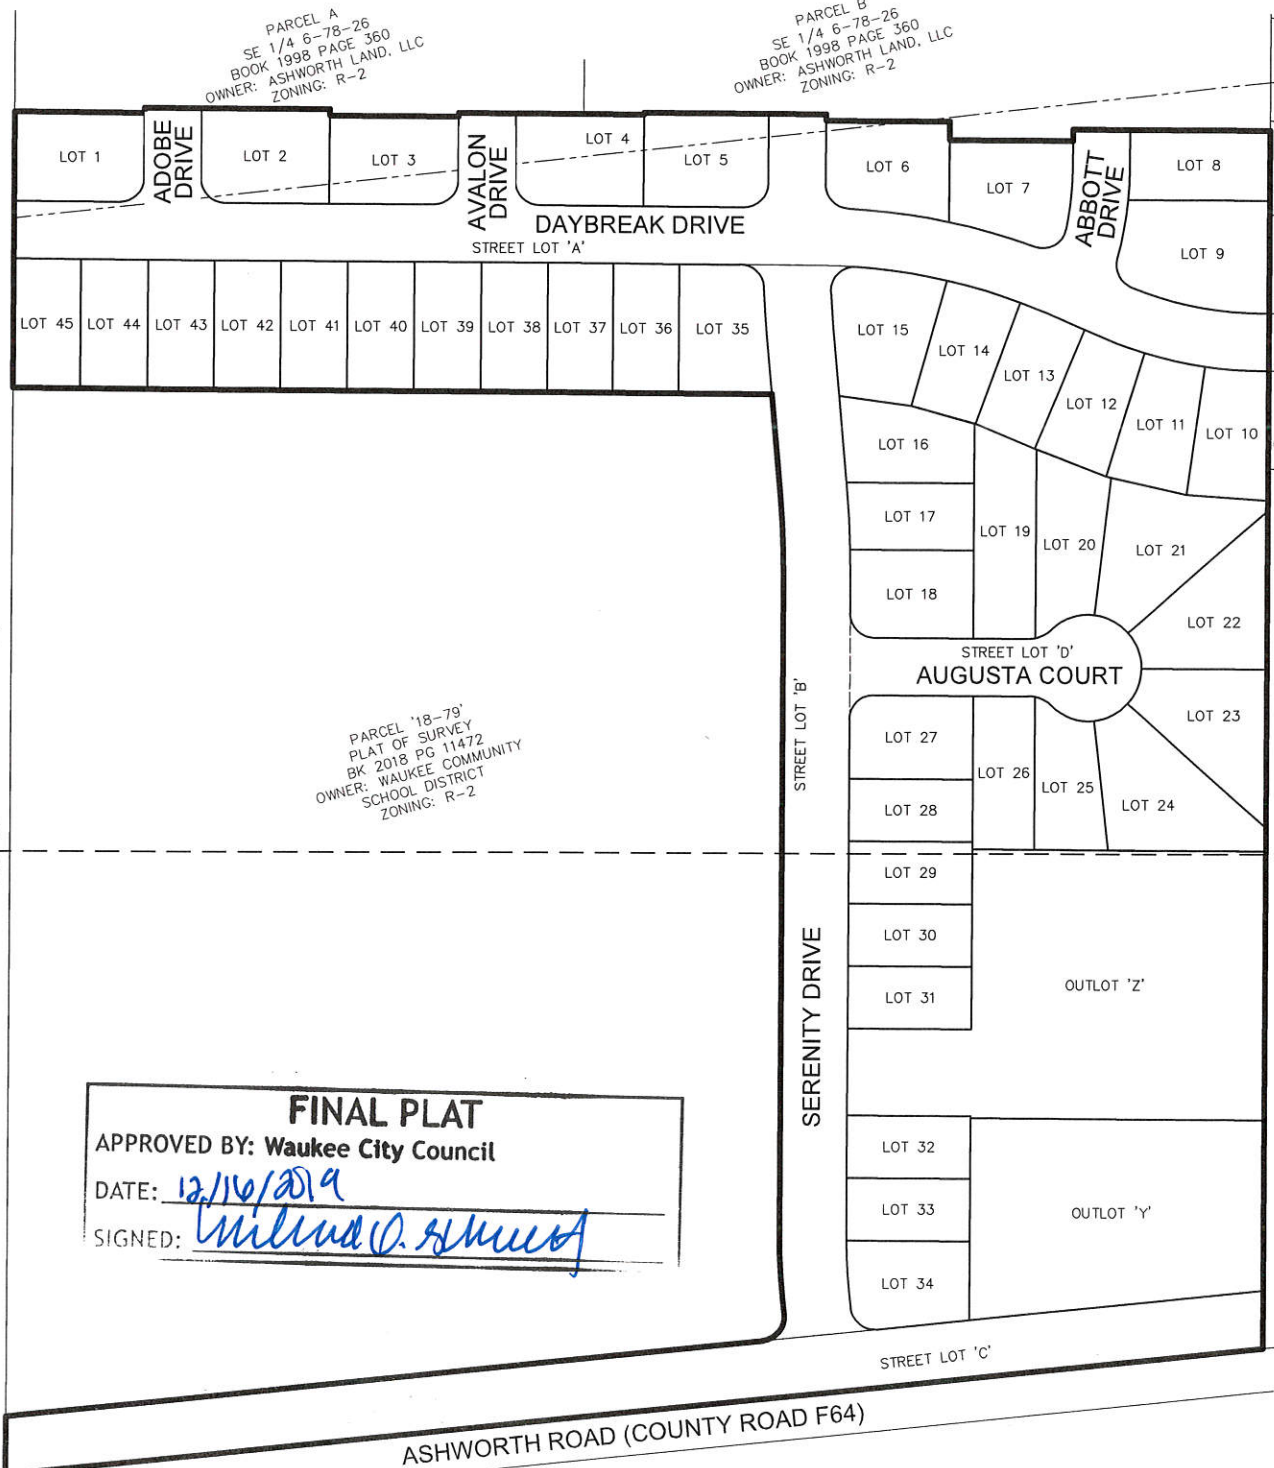 PARCEL A
SE 1/4 6-78-26
BOOK 1998 PAGE 360
OWNER: ASHWORTH LAND, LLC
ZONING: R-2
PARCEL B
SE 1/4 6-78-26
BOOK 1998 PAGE 360
OWNER: ASHWORTH LAND, LLC
ZONING: R-2
LOT 1
ADOBE
DRIVE
LOT 2
LOT 3
AVALON
DRIVE
LOT 4
LOT 5
LOT 6
LOT 7
ABBOTT
DRIVE
LOT 8
LOT 9
DAYBREAK DRIVE
STREET LOT 'A'
LOT 45
LOT 44
LOT 43
LOT 42
LOT 41
LOT 40
LOT 39
LOT 38
LOT 37
LOT 36
LOT 35
LOT 15
LOT 14
LOT 13
LOT 12
LOT 11
LOT 10
LOT 16
LOT 17
LOT 18
LOT 19
LOT 20
LOT 21
LOT 22
STREET LOT 'D'
AUGUSTA COURT
LOT 23
LOT 24
LOT 25
LOT 26
LOT 27
LOT 28
LOT 29
LOT 30
LOT 31
STREET LOT 'B'
SERENITY DRIVE
PARCEL '18-79'
PLAT OF SURVEY
BK 2018 PG 11472
OWNER: WAUKEE COMMUNITY
SCHOOL DISTRICT
ZONING: R-2
OUTLOT 'Z'
LOT 32
LOT 33
LOT 34
OUTLOT 'Y'
FINAL PLAT
APPROVED BY: Waukee City Council
DATE: 12/16/2019
SIGNED:
STREET LOT 'C'
ASHWORTH ROAD (COUNTY ROAD F64)